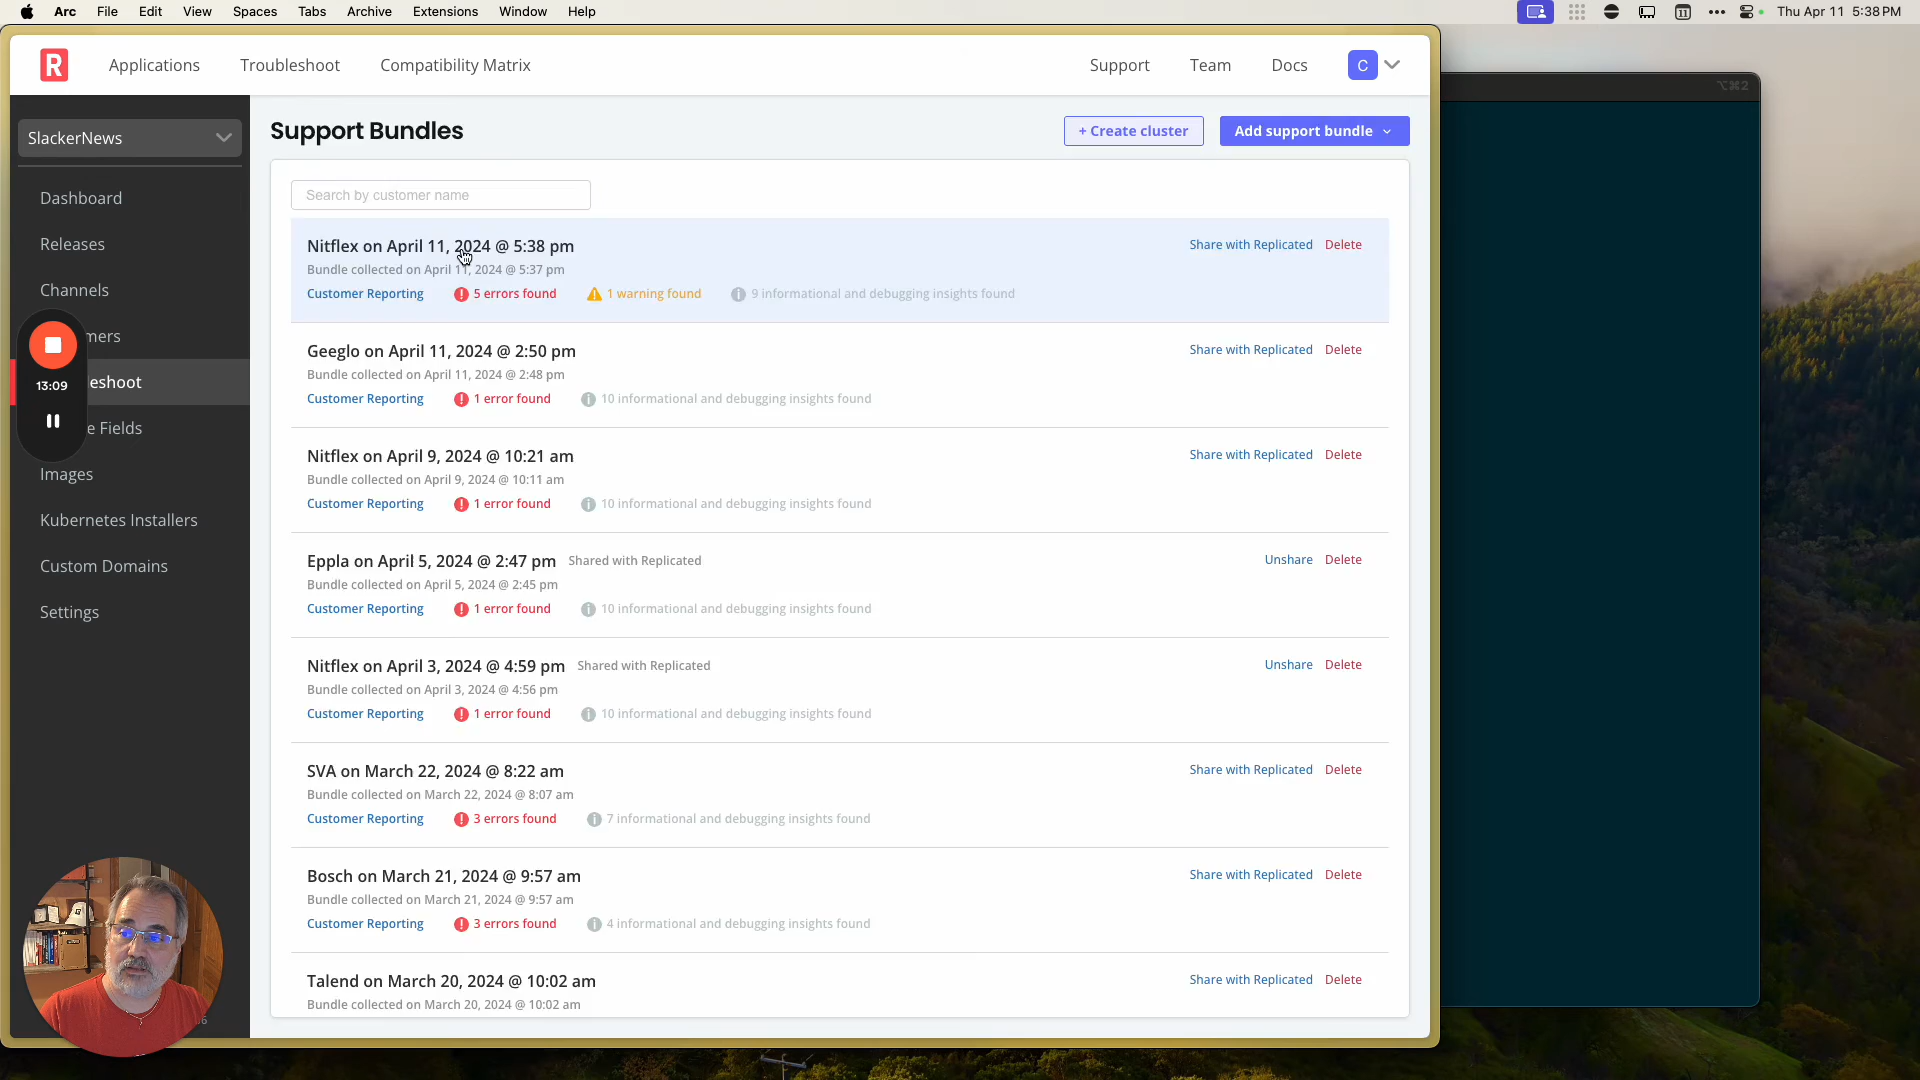 Arc File Edit View Spaces Tabs Archive Extensions Window Help
11 Thu Apr 11 5:38 PM
R Applications Troubleshoot Compatibility Matrix Support Team Docs C
⌥⌘2
SlackerNews
Dashboard
Releases
Channels
mers
eshoot
e Fields
Images
Kubernetes Installers
Custom Domains
Settings
13:09
Support Bundles
+ Create cluster
Add support bundle
Search by customer name
Nitflex on April 11, 2024 @ 5:38 pm Share with Replicated Delete
Bundle collected on April 11, 2024 @ 5:37 pm
Customer Reporting 5 errors found 1 warning found 9 informational and debugging insights found
Geeglo on April 11, 2024 @ 2:50 pm Share with Replicated Delete
Bundle collected on April 11, 2024 @ 2:48 pm
Customer Reporting 1 error found 10 informational and debugging insights found
Nitflex on April 9, 2024 @ 10:21 am Share with Replicated Delete
Bundle collected on April 9, 2024 @ 10:11 am
Customer Reporting 1 error found 10 informational and debugging insights found
Eppla on April 5, 2024 @ 2:47 pm Shared with Replicated Unshare Delete
Bundle collected on April 5, 2024 @ 2:45 pm
Customer Reporting 1 error found 10 informational and debugging insights found
Nitflex on April 3, 2024 @ 4:59 pm Shared with Replicated Unshare Delete
Bundle collected on April 3, 2024 @ 4:56 pm
Customer Reporting 1 error found 10 informational and debugging insights found
SVA on March 22, 2024 @ 8:22 am Share with Replicated Delete
Bundle collected on March 22, 2024 @ 8:07 am
Customer Reporting 3 errors found 7 informational and debugging insights found
Bosch on March 21, 2024 @ 9:57 am Share with Replicated Delete
Bundle collected on March 21, 2024 @ 9:57 am
Customer Reporting 3 errors found 4 informational and debugging insights found
Talend on March 20, 2024 @ 10:02 am Share with Replicated Delete
Bundle collected on March 20, 2024 @ 10:02 am